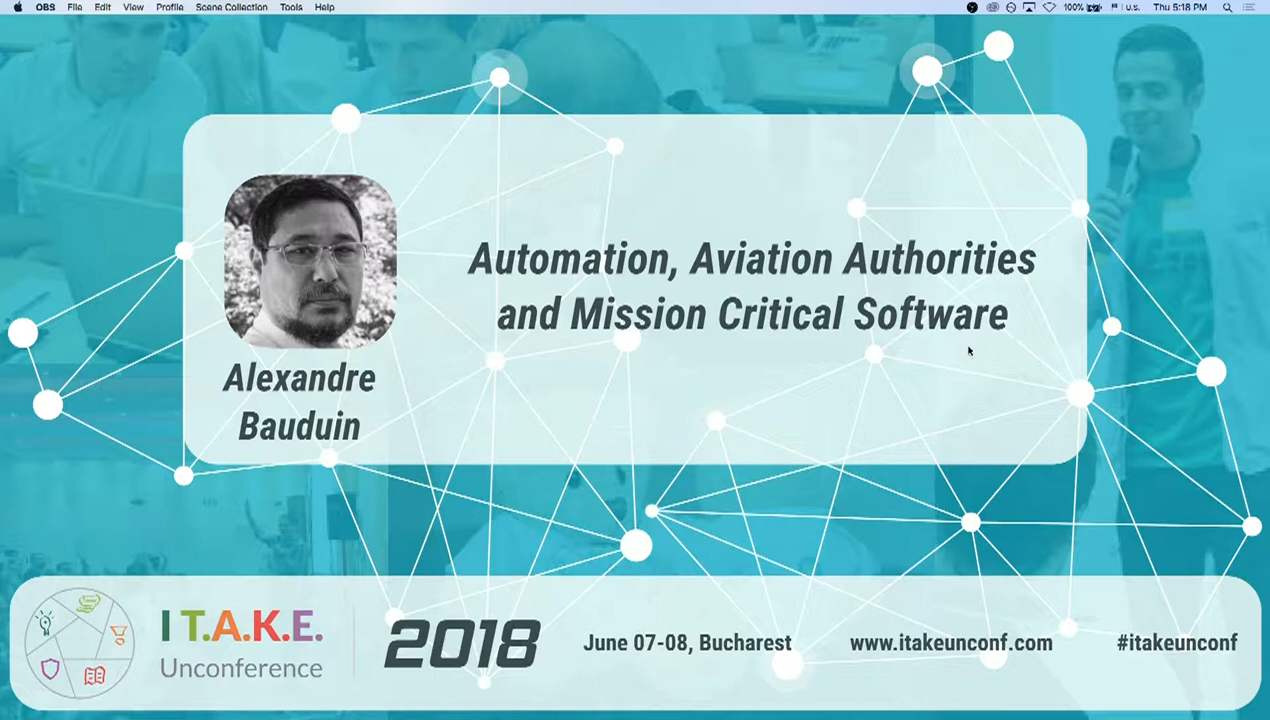 OBS File Edit View Profile Scene Collection Tools Help 100% U.S. Thu 5:18 PM
Automation, Aviation Authorities
and Mission Critical Software
Alexandre
Bauduin
I T.A.K.E.
Unconference
2018
June 07-08, Bucharest
www.itakeunconf.com
#itakeunconf